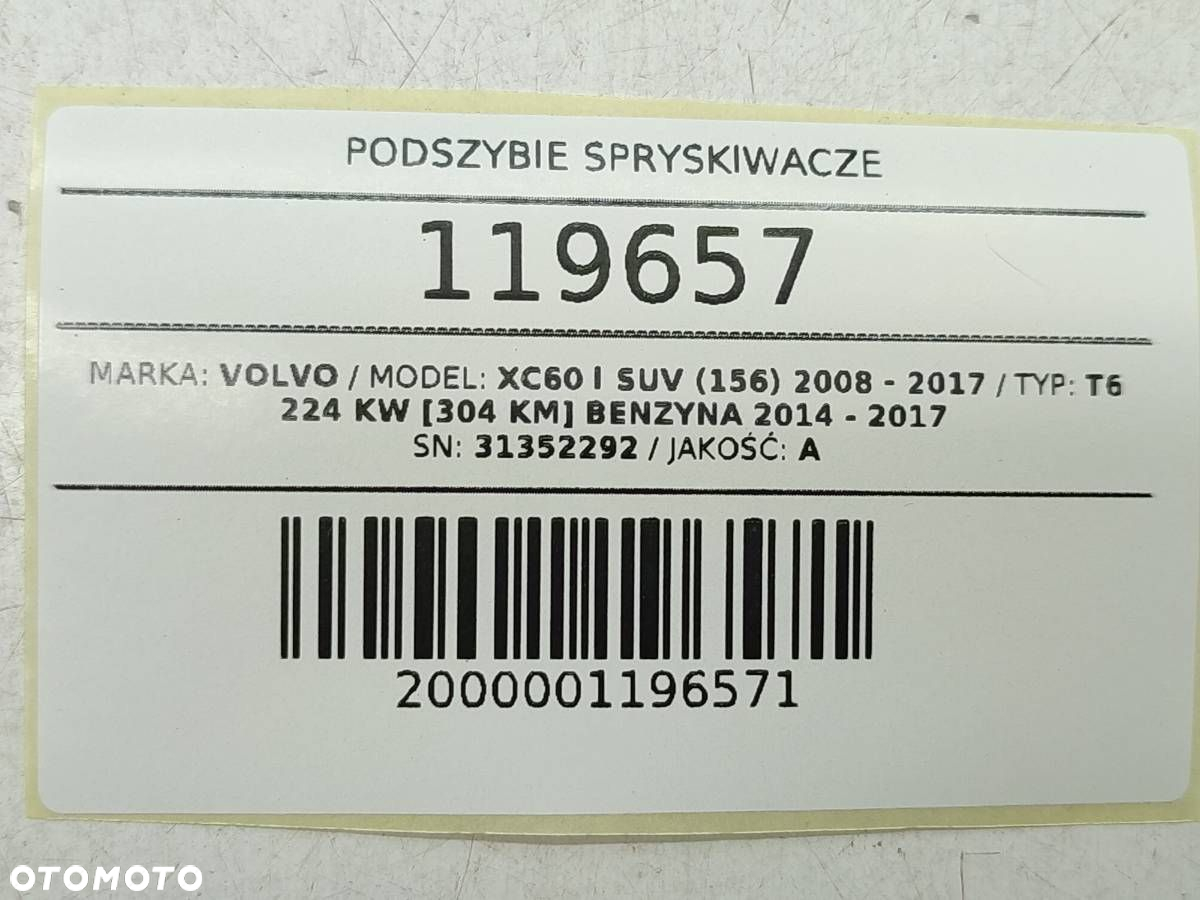 PODSZYBIE SPRYSKIWACZE
119657
MARKA: VOLVO / MODEL: XC60 I SUV (156) 2008 - 2017 / TYP: T6
224 KW [304 KM] BENZYNA 2014 - 2017
SN: 31352292 / JAKOŚĆ: A
2000001196571
OTOMOTO